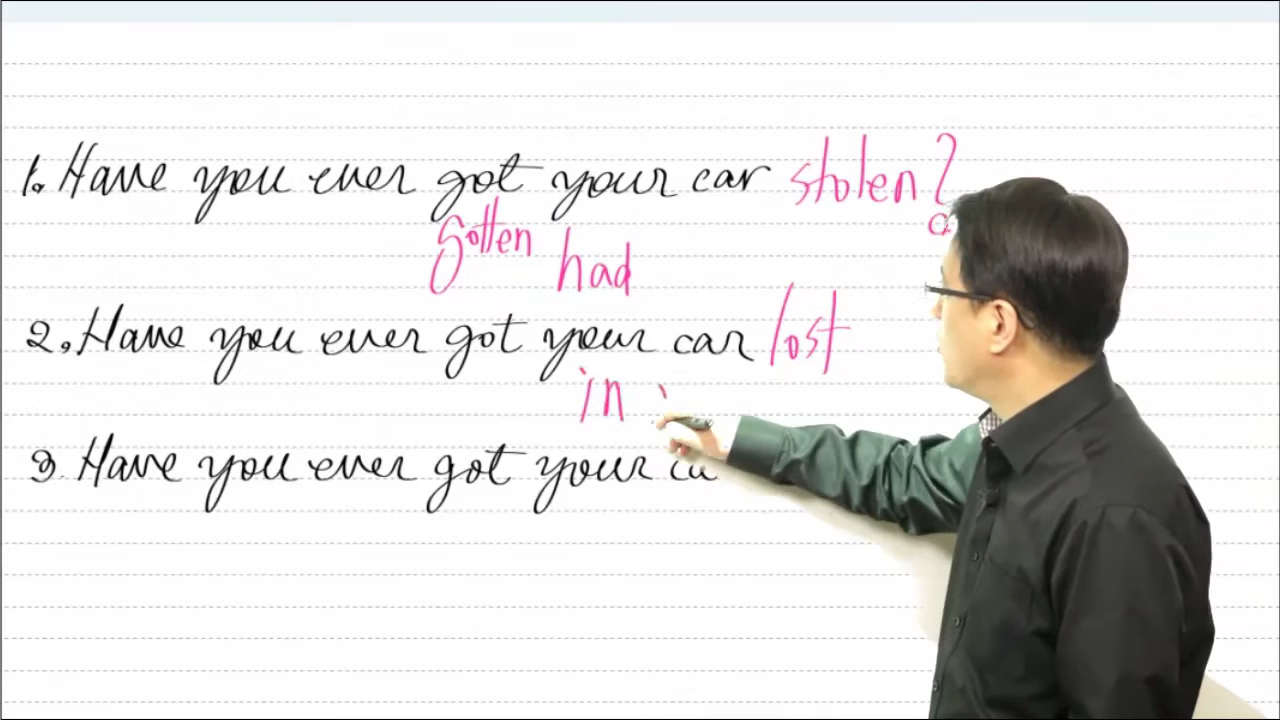 1. Have you ever got your car stolen?
gotten had
2. Have you ever got your car lost
in
3. Have you ever got your